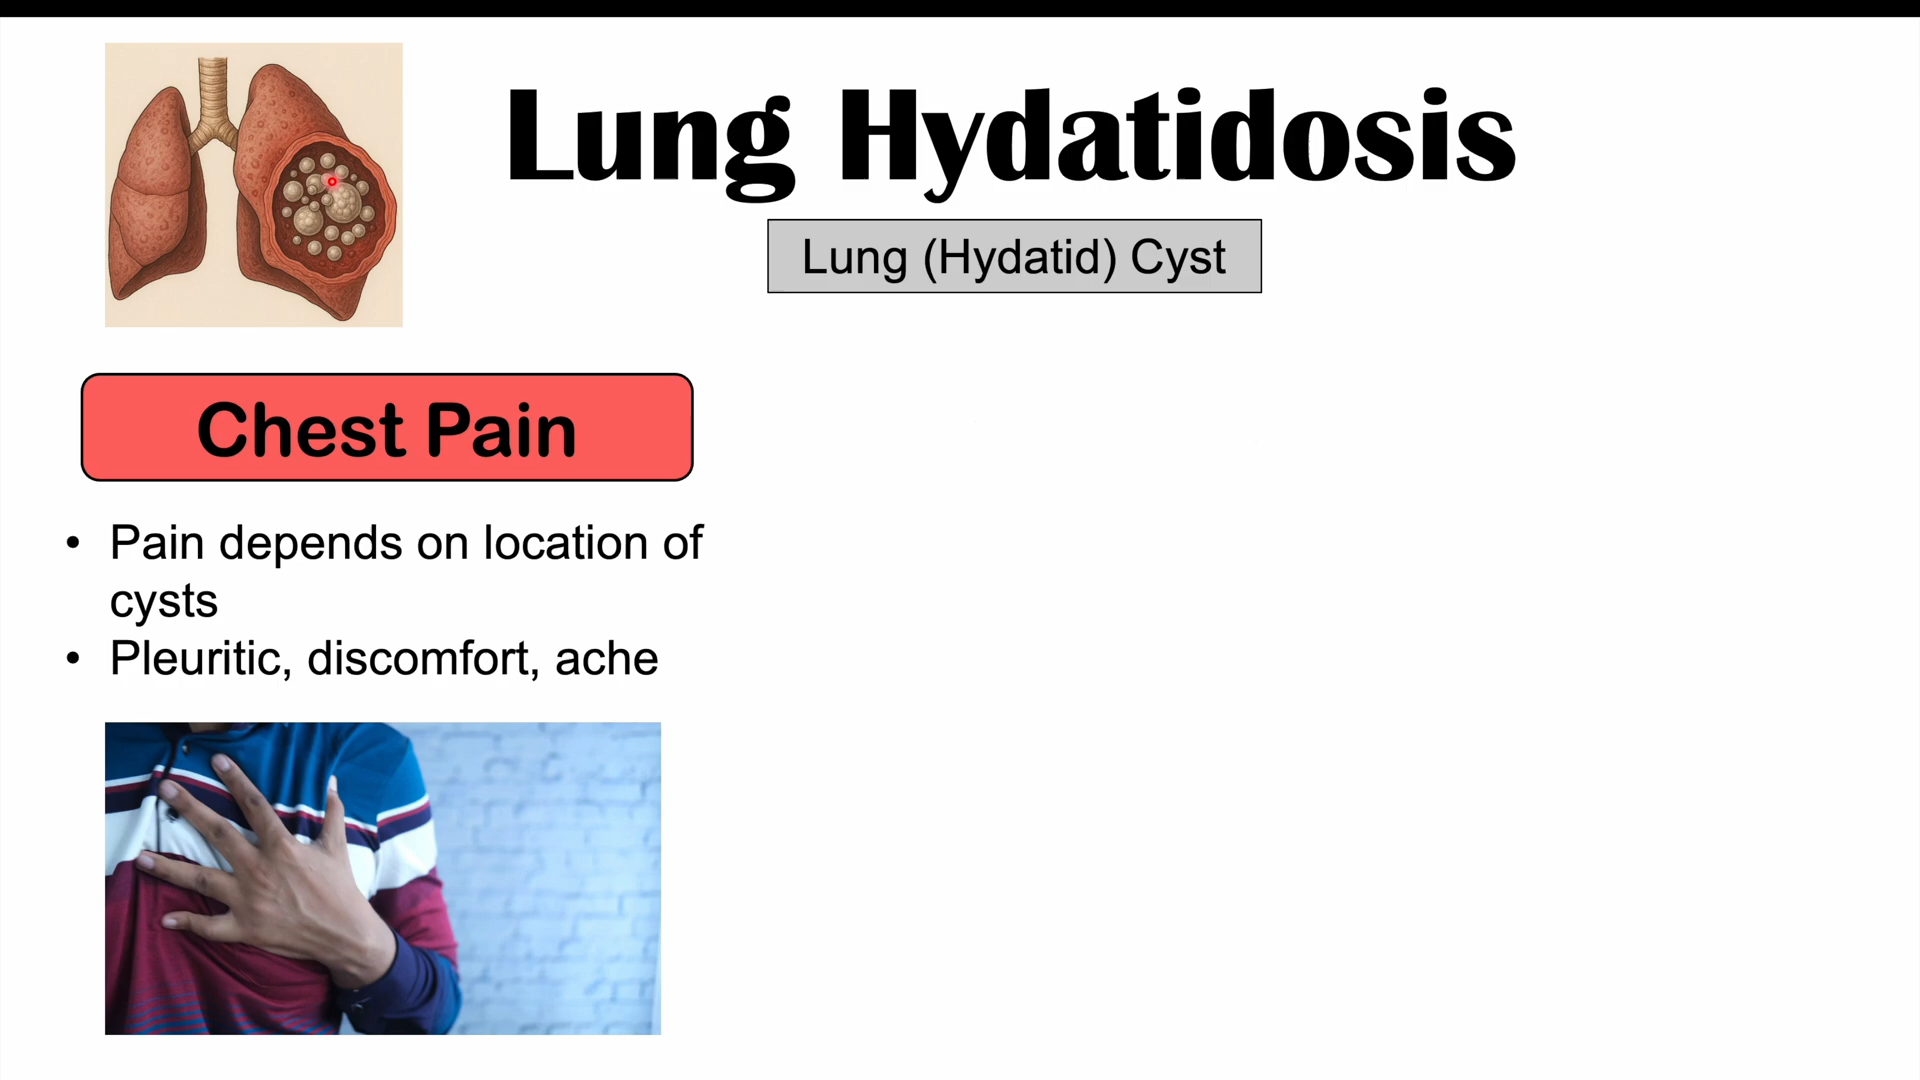 Lung Hydatidosis
Lung (Hydatid) Cyst
Chest Pain
• Pain depends on location of
cysts
• Pleuritic, discomfort, ache